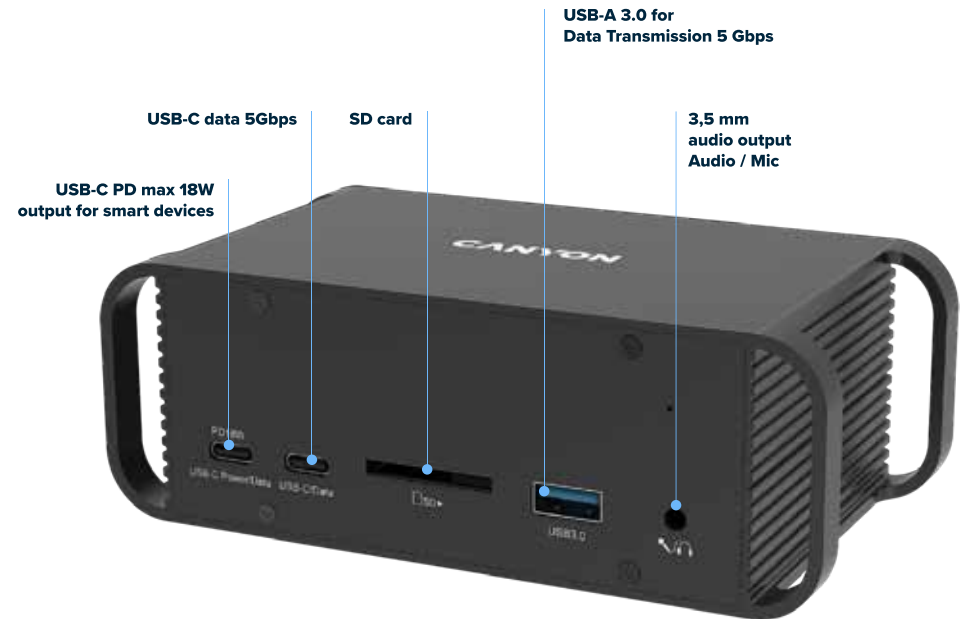 USB-A 3.0 for
Data Transmission 5 Gbps
USB-C data 5Gbps
SD card
3,5 mm
audio output
Audio / Mic
USB-C PD max 18W
output for smart devices
CANYON
PD18W
USB-C Power/Data
USB-C/Data
SD
USB3.0